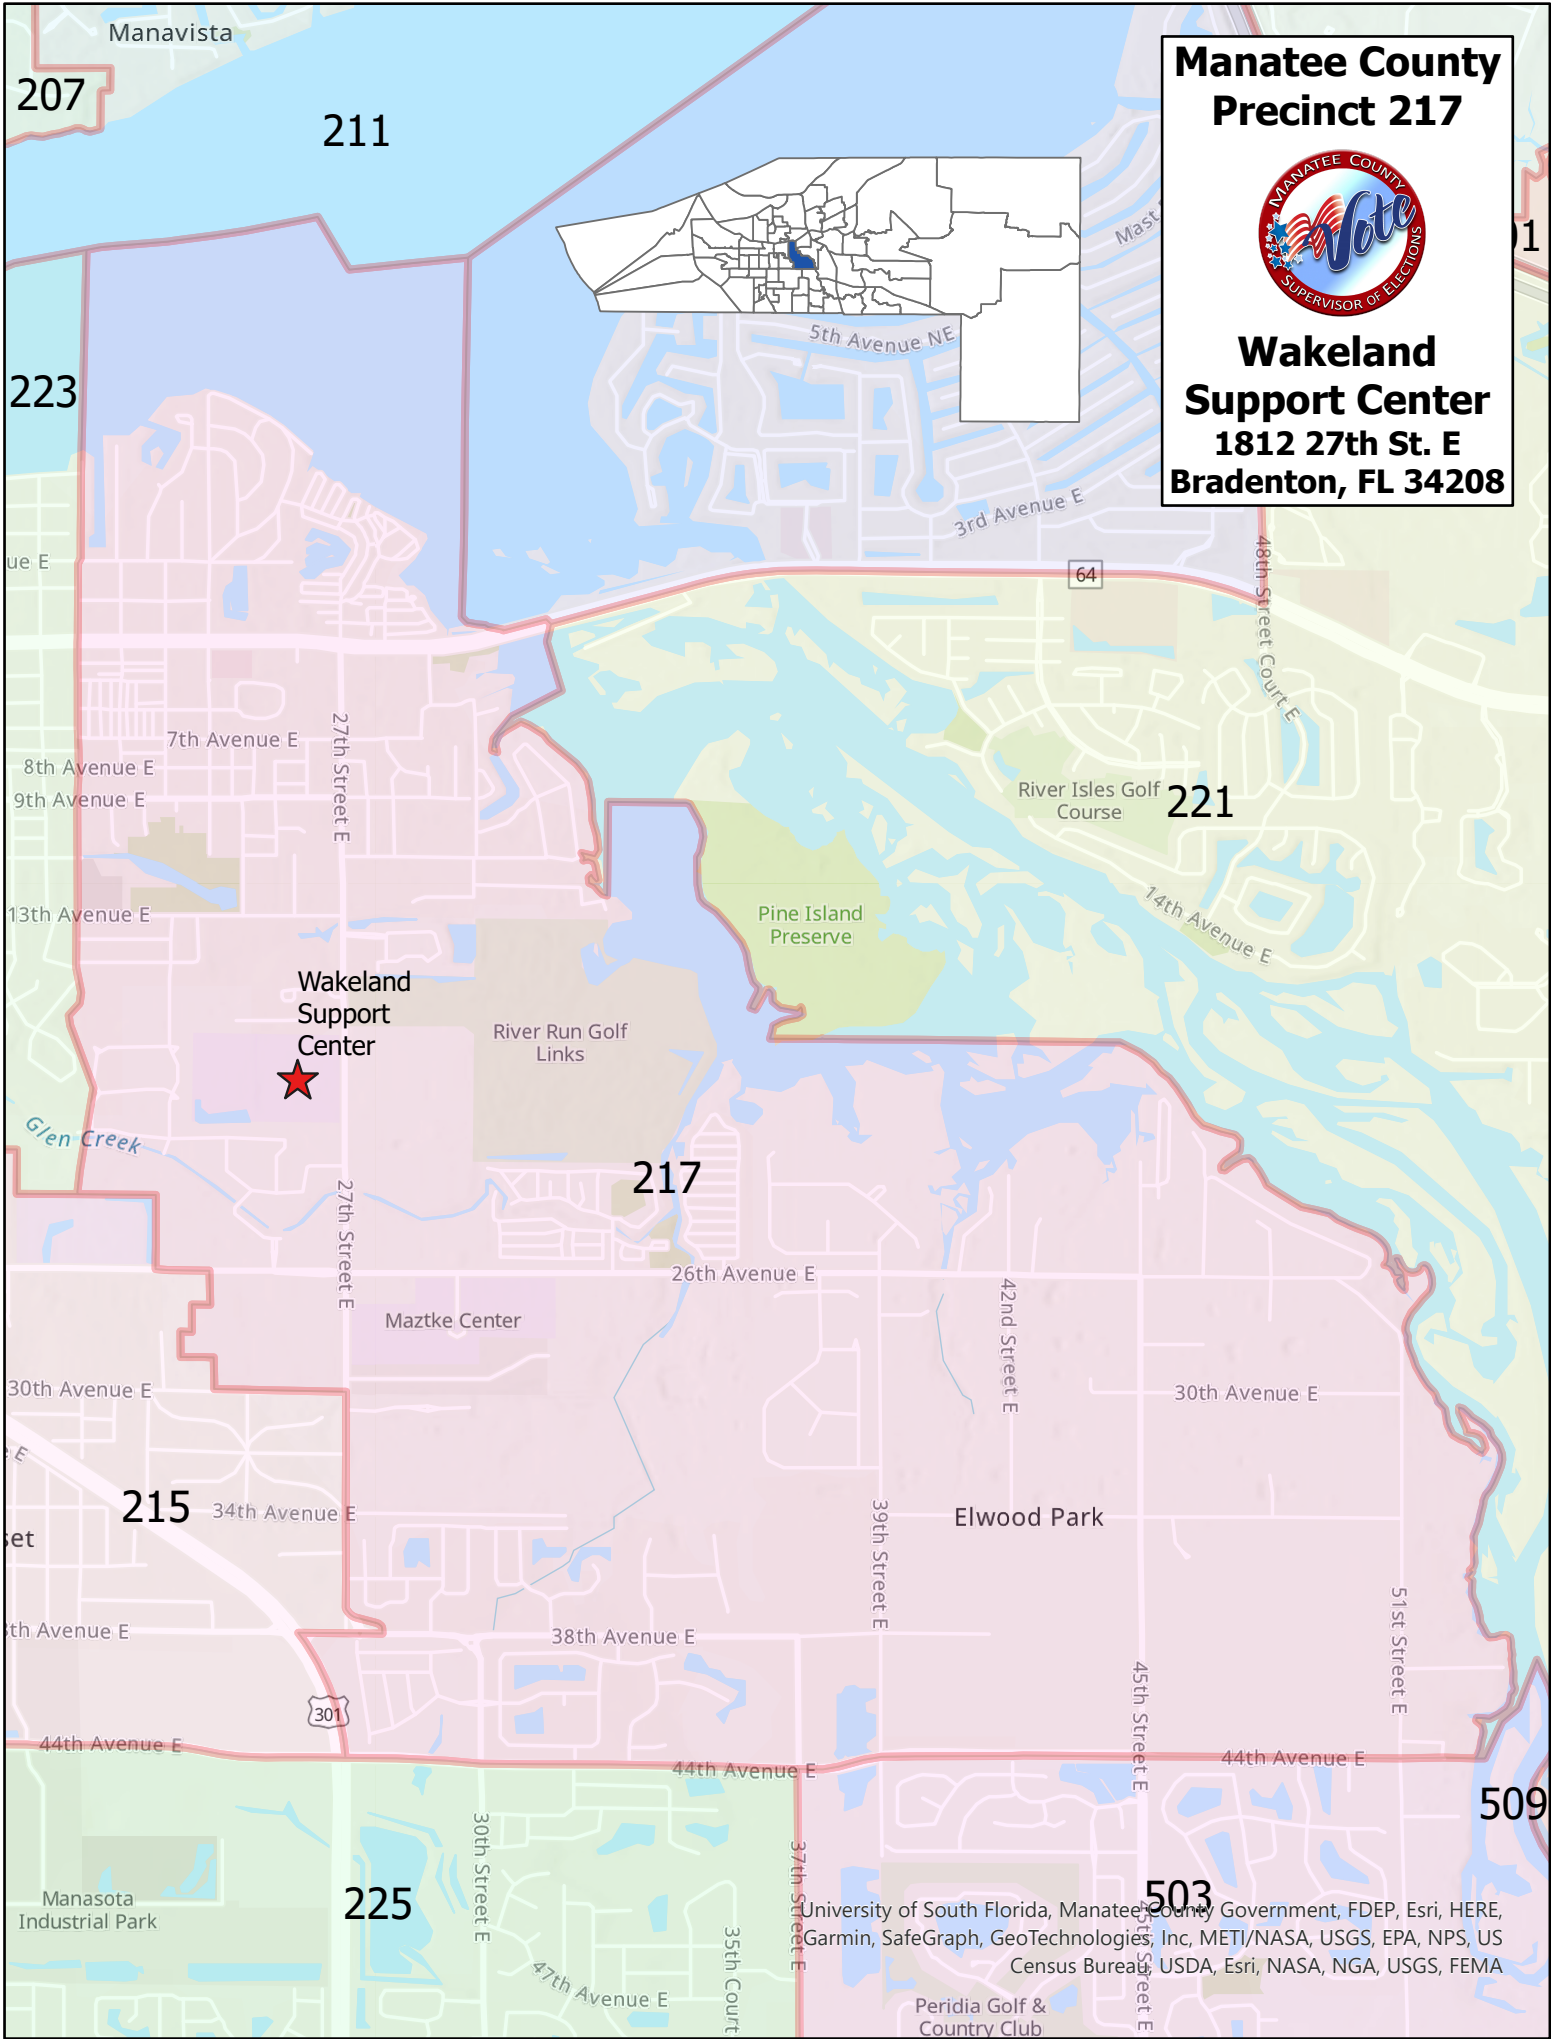 Manavista
207
211
Manatee County
Precinct 217
MANATEE COUNTY
Vote
SUPERVISOR OF ELECTIONS
Wakeland
Support Center
1812 27th St. E
Bradenton, FL 34208
5th Avenue NE
223
3rd Avenue E
64
48th Street Court E
ue E
7th Avenue E
27th Street E
8th Avenue E
9th Avenue E
River Isles Golf
Course
221
13th Avenue E
Pine Island
Preserve
14th Avenue E
Wakeland
Support
Center
River Run Golf
Links
Glen Creek
217
27th Street E
26th Avenue E
Maztke Center
42nd Street E
30th Avenue E
30th Avenue E
E
215
34th Avenue E
set
39th Street E
Elwood Park
51st Street E
th Avenue E
38th Avenue E
45th Street E
301
44th Avenue E
44th Avenue E
44th Avenue E
509
30th Street E
37th Street E
Manasota
Industrial Park
225
503
35th Court
45th Street E
University of South Florida, Manatee County Government, FDEP, Esri, HERE,
Garmin, SafeGraph, GeoTechnologies, Inc, METI/NASA, USGS, EPA, NPS, US
Census Bureau, USDA, Esri, NASA, NGA, USGS, FEMA
47th Avenue E
Peridia Golf &
Country Club